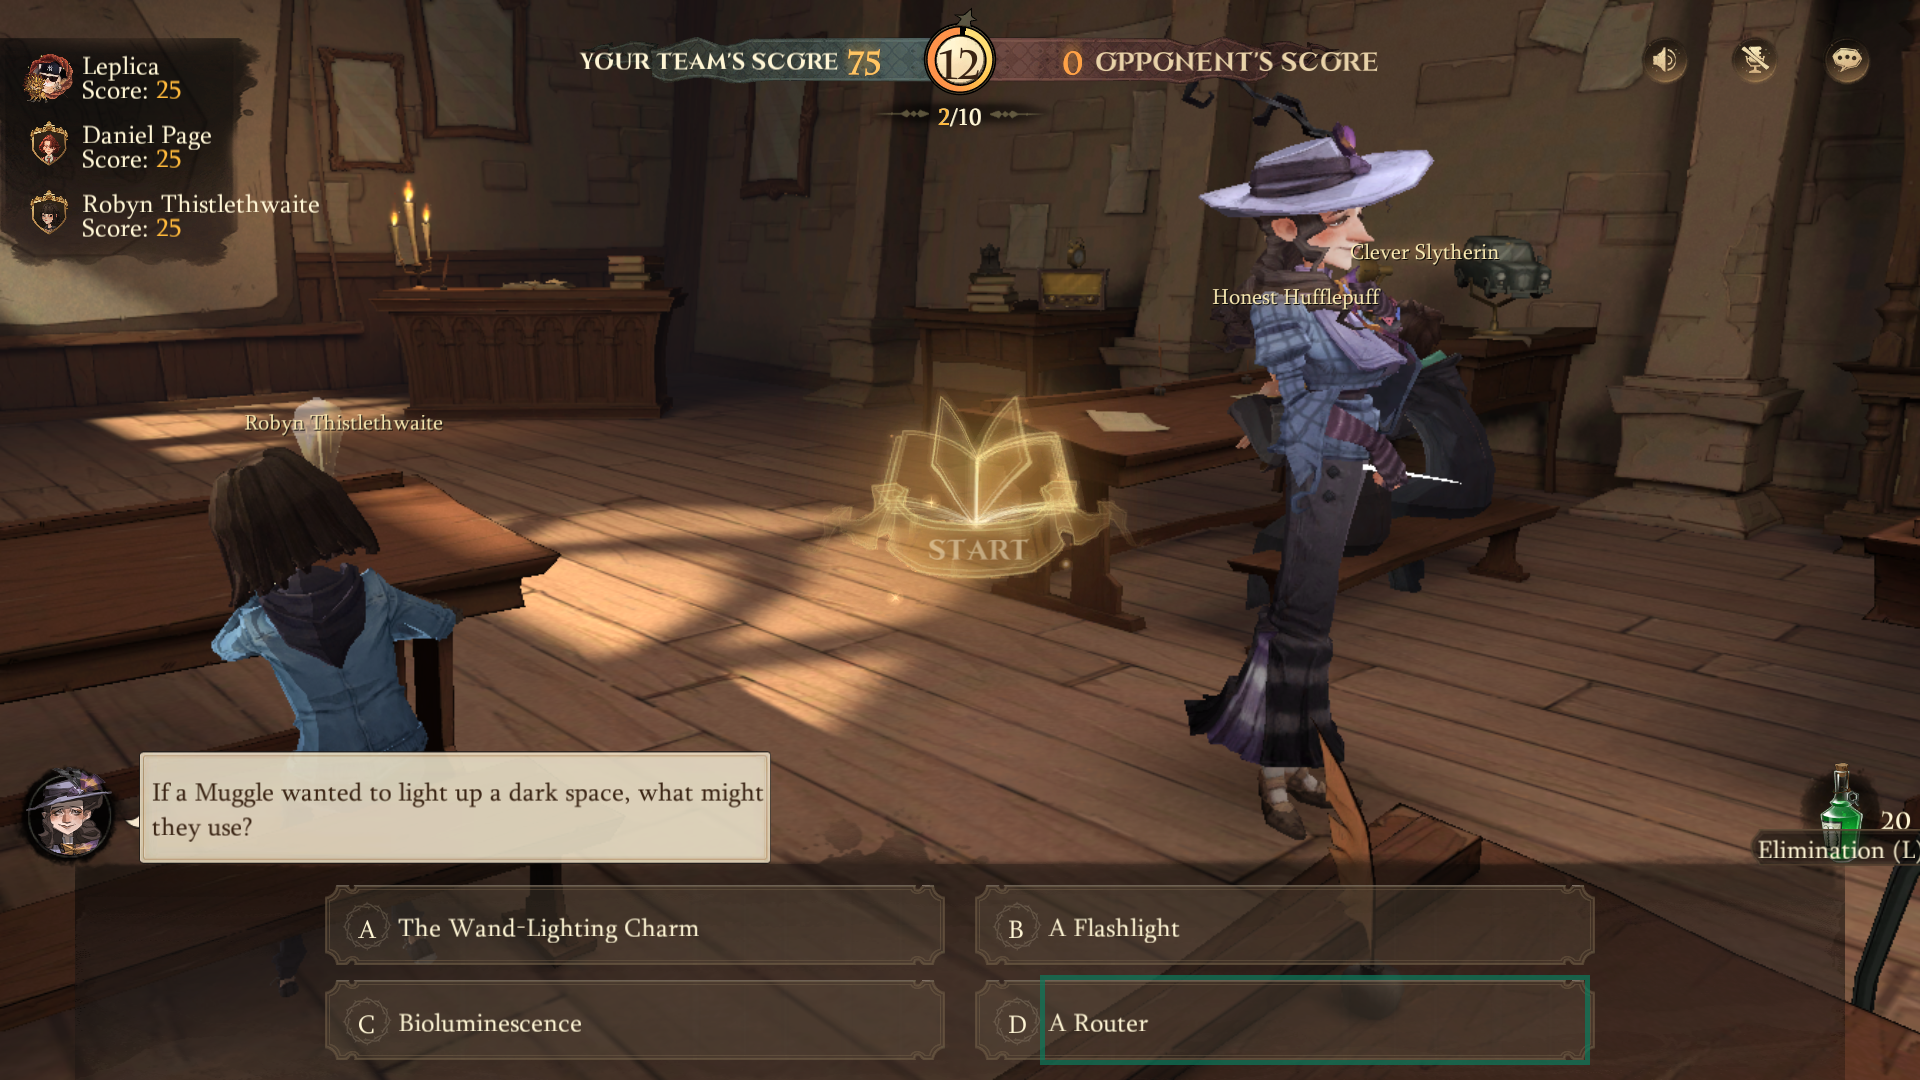 Leplica
Score: 25
Daniel Page
Score: 25
Robyn Thistlethwaite
Score: 25
YOUR TEAM'S SCORE 75
12
0 OPPONENT'S SCORE
2/10
Clever Slytherin
Honest Hufflepuff
Robyn Thistlethwaite
START
If a Muggle wanted to light up a dark space, what might
they use?
20
Elimination (L)
A The Wand-Lighting Charm
B A Flashlight
C Bioluminescence
D A Router